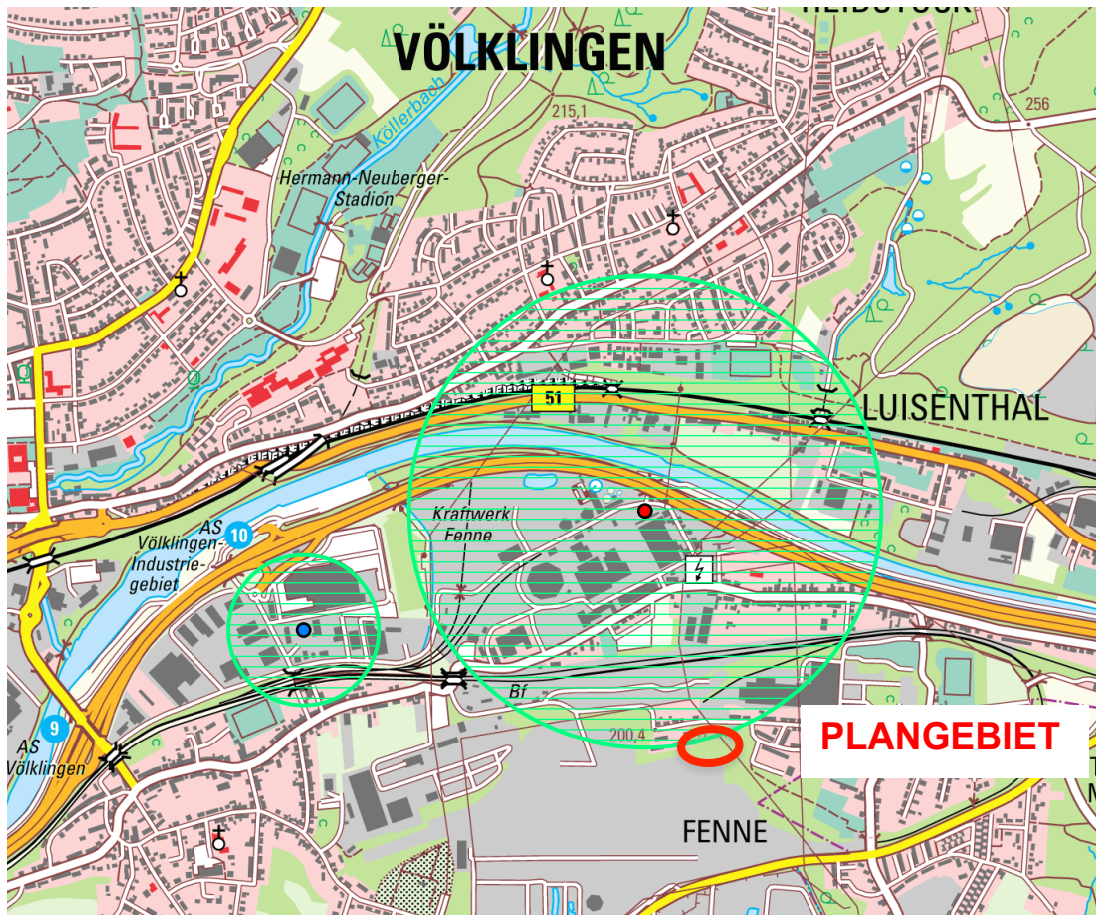 HEIDSTOCK
VÖLKLINGEN
Köllerbach
215,1
256
Hermann-Neuberger-
Stadion
51
LUISENTHAL
AS
Völklingen-
Industrie-
gebiet
10
Kraftwerk
Fenne
Bf
9
AS
Völklingen
200,4
PLANGEBIET
FENNE